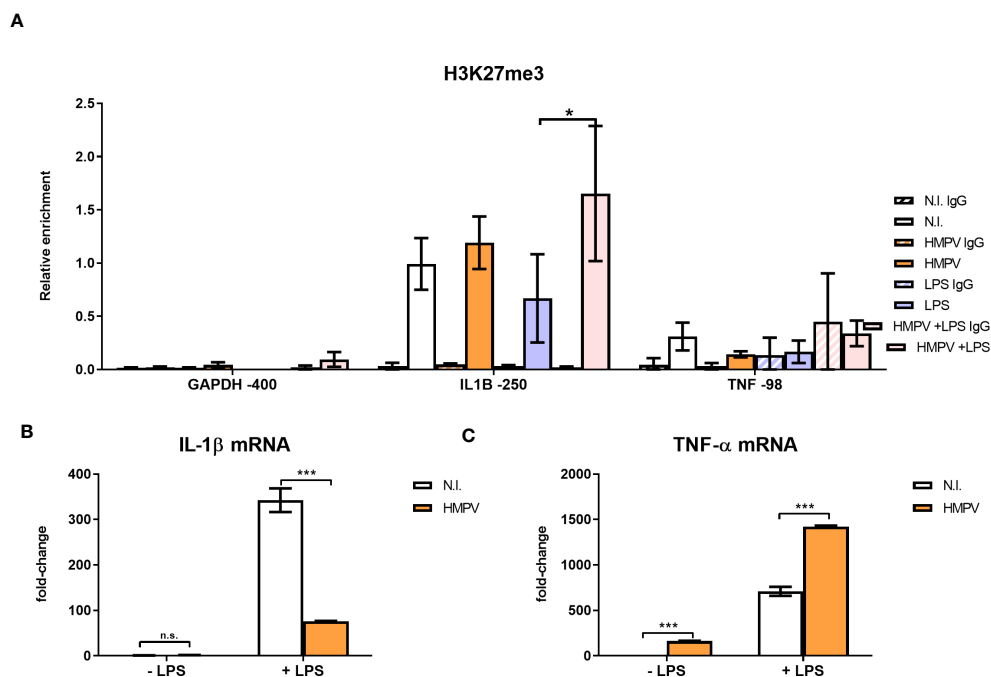 A
H3K27me3
Relative enrichment
2.5
2.0
1.5
1.0
0.5
0.0
*
GAPDH -400
IL1B -250
TNF -98
N.I. IgG
N.I.
HMPV IgG
HMPV
LPS IgG
LPS
HMPV +LPS IgG
HMPV +LPS
B
IL-1β mRNA
fold-change
400
300
200
100
0
n.s.
***
- LPS
+ LPS
N.I.
HMPV
C
TNF-α mRNA
fold-change
2000
1500
1000
500
0
***
***
- LPS
+ LPS
N.I.
HMPV